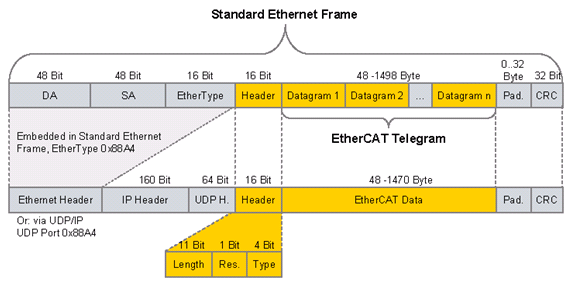 Standard Ethernet Frame
0..32
48 Bit 48 Bit 16 Bit 16 Bit 48 -1498 Byte Byte 32 Bit
DA SA EtherType Header Datagram 1 Datagram 2 ... Datagram n Pad. CRC
Embedded in Standard Ethernet
Frame, EtherType 0x88A4
EtherCAT Telegram
160 Bit 64 Bit 16 Bit 48 -1470 Byte
Ethernet Header IP Header UDP H. Header EtherCAT Data Pad. CRC
Or: via UDP/IP
UDP Port 0x88A4
11 Bit 1 Bit 4 Bit
Length Res. Type